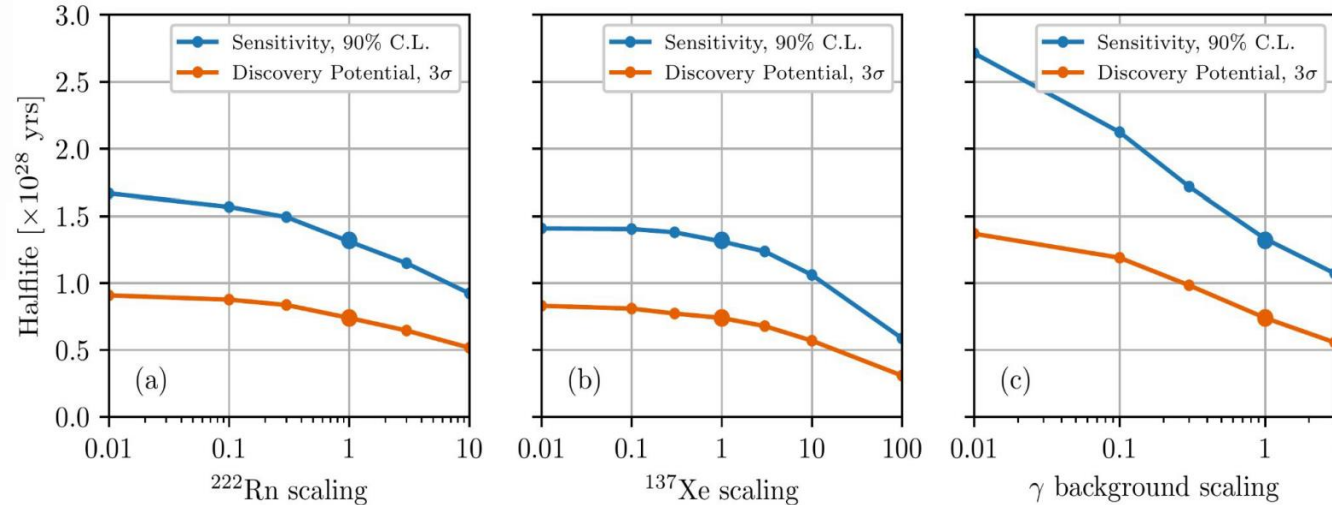 Halflife [×10²⁸ yrs]
3.0
2.5
2.0
1.5
1.0
0.5
0.0
Sensitivity, 90% C.L.
Discovery Potential, 3σ
(a)
0.01 0.1 1 10
²²²Rn scaling
Sensitivity, 90% C.L.
Discovery Potential, 3σ
(b)
0.01 0.1 1 10 100
¹³⁷Xe scaling
Sensitivity, 90% C.L.
Discovery Potential, 3σ
(c)
0.01 0.1 1
γ background scaling